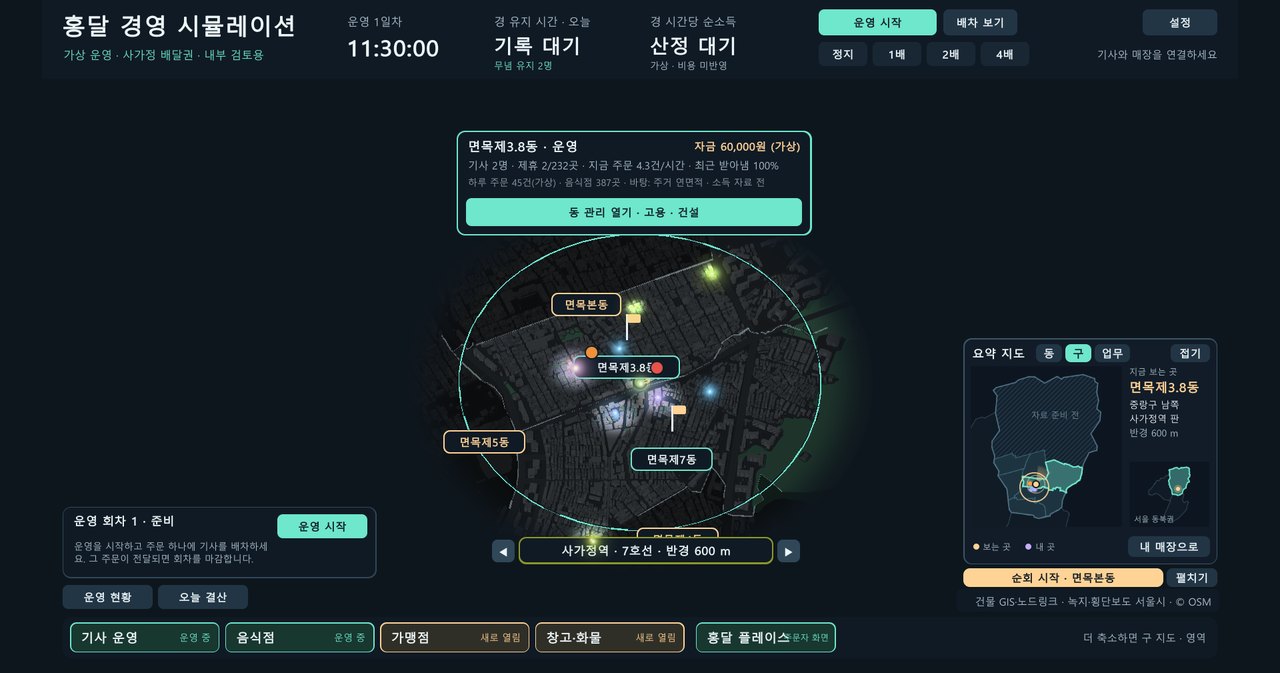 홍달 경영 시뮬레이션
가상 운영 · 사가정 배달권 · 내부 검토용
운영 1일차
11:30:00
경 유지 시간 · 오늘
기록 대기
무념 유지 2명
경 시간당 순소득
산정 대기
가상 · 비용 미반영
운영 시작
배차 보기
설정
정지
1배
2배
4배
기사와 매장을 연결하세요
면목제3.8동 · 운영
자금 60,000원 (가상)
기사 2명 · 제휴 2/232곳 · 지금 주문 4.3건/시간 · 최근 받아냄 100%
하루 주문 45건(가상) · 음식점 387곳 · 바탕: 주거 연면적 · 소득 자료 전
동 관리 열기 · 고용 · 건설
면목본동
면목제3.8
면목제5동
면목제7동
◀
사가정역 · 7호선 · 반경 600 m
▶
요약 지도
동
구
업무
접기
자료 준비 전
지금 보는 곳
면목제3.8동
중랑구 남쪽
사가정역 판
반경 600 m
서울 동북권
보는 곳
내 곳
내 매장으로
순회 시작 · 면목본동
펼치기
건물 GIS·노드링크 · 녹지·횡단보도 서울시 · © OSM
운영 회차 1 · 준비
운영 시작
운영을 시작하고 주문 하나에 기사를 배차하세
요. 그 주문이 전달되면 회차를 마감합니다.
운영 현황
오늘 결산
기사 운영
운영 중
음식점
운영 중
가맹점
새로 열림
창고·화물
새로 열림
홍달 플레이스
주문자 화면
더 축소하면 구 지도 · 영역